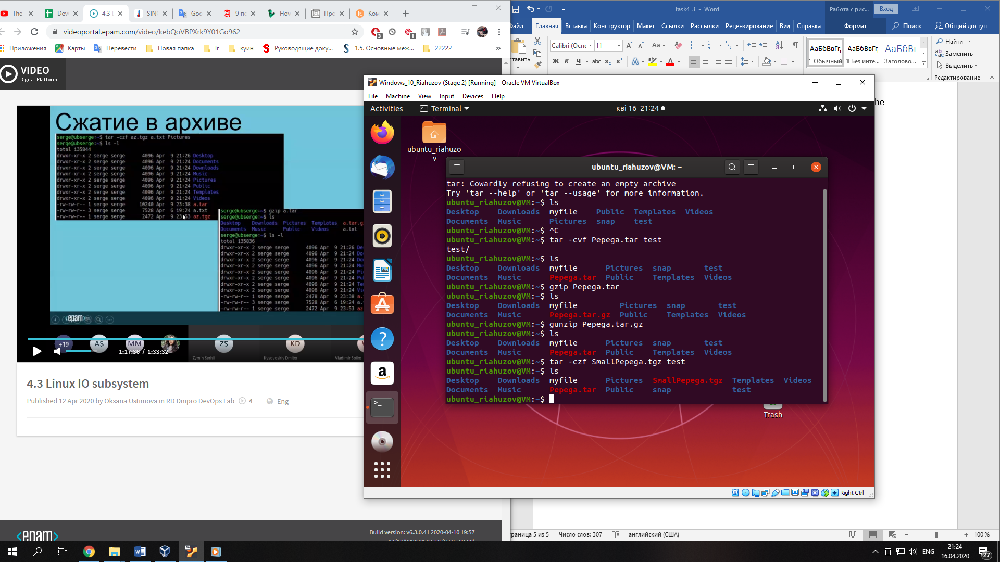 The
Dev
4.3
SIN
Goo
9 по
Hov
Прс
Ком
videoportal.epam.com/video/kebQoVBPXrk9Y01Go962
3
1
Приложения
Карты
Перевести
Новая папка
Ir
куин
Руководящие доку...
1.5. Основные меж...
22222
»
VIDEO
Digital Platform
Сжатие в архиве
serge@ubserge:~$ tar -czf az.tgz a.txt Pictures
serge@ubserge:~$ ls -l
total 135844
drwxr-xr-x 2 serge serge 4096 Apr 9 21:26 Desktop
drwxr-xr-x 2 serge serge 4096 Apr 9 21:24 Documents
drwxr-xr-x 2 serge serge 4096 Apr 9 21:24 Downloads
drwxr-xr-x 2 serge serge 4096 Apr 9 21:24 Music
drwxr-xr-x 2 serge serge 4096 Apr 9 21:24 Pictures
drwxr-xr-x 2 serge serge 4096 Apr 9 21:24 Public
drwxr-xr-x 2 serge serge 4096 Apr 9 21:24 Templates
drwxr-xr-x 2 serge serge 4096 Apr 9 21:24 Videos
-rw-rw-r-- 1 serge serge 10240 Apr 9 23:38 a.tar
-rw-rw-r-- 3 serge serge 7528 Apr 6 19:24 a.txt
-rw-rw-r-- 1 serge serge 2472 Apr 9 23:53 az.tgz
serge@ubserge:~$ gzip a.tar
serge@ubserge:~$ ls
Desktop Downloads Pictures Templates a.tar.gz
Documents Music Public Videos a.txt
serge@ubserge:~$ ls -l
total 135836
drwxr-xr-x 2 serge serge 4096 Apr 9 21:26 De
drwxr-xr-x 2 serge serge 4096 Apr 9 21:24 Do
drwxr-xr-x 2 serge serge 4096 Apr 9 21:24 Do
drwxr-xr-x 2 serge serge 4096 Apr 9 21:24 Mu
drwxr-xr-x 2 serge serge 4096 Apr 9 21:24 Pi
drwxr-xr-x 2 serge serge 4096 Apr 9 21:24 Pu
drwxr-xr-x 2 serge serge 4096 Apr 9 21:24 Te
drwxr-xr-x 2 serge serge 4096 Apr 9 21:24 Vi
-rw-rw-r-- 1 serge serge 2478 Apr 9 23:38 a.
-rw-rw-r-- 3 serge serge 7528 Apr 6 19:24 a.
-rw-rw-r-- 1 serge serge 2472 Apr 9 23:53 az
<epam>
+19
AS
MM
ZS
KD
Zymin Serhii
Kysovoskiy Dmitro
Vladimir Boiko
1:17:36 / 1:33:32
4.3 Linux IO subsystem
Published 12 Apr 2020 by Oksana Ustimova in RD Dnipro DevOps Lab
4
Eng
<epam>
Build version: v6.3.0.41 2020-04-10 19:57
task4_3 - Word
Работа с рис...
Вход
айл
Главная
Вставка
Конструктор
Макет
Ссылки
Рассылки
Рецензирование
Вид
Справка
Формат
Поиск
Общий доступ
ставить
Calibri (Осно
11
Aa
Ж
К
Ч
abc
АаБбВвГг,
¶ Обычный
АаБбВвГг,
¶ Без инте...
АаБбВв
Заголово...
Найти
Заменить
Выделить
Редактирование
he
Windows_10_Riahuzov (Stage 2) [Running] - Oracle VM VirtualBox
File
Machine
View
Input
Devices
Help
Activities
Terminal
кві 16 21:24
ubuntu_riahuzo
v
ubuntu_riahuzov@VM: ~
tar: Cowardly refusing to create an empty archive
Try 'tar --help' or 'tar --usage' for more information.
ubuntu_riahuzov@VM:~$ ls
Desktop Downloads myfile Public Templates Videos
Documents Music Pictures snap test
ubuntu_riahuzov@VM:~$ ^C
ubuntu_riahuzov@VM:~$ tar -cvf Pepega.tar test
test/
ubuntu_riahuzov@VM:~$ ls
Desktop Downloads myfile Pictures snap test
Documents Music Pepega.tar Public Templates Videos
ubuntu_riahuzov@VM:~$ gzip Pepega.tar
ubuntu_riahuzov@VM:~$ ls
Desktop Downloads myfile Pictures snap test
Documents Music Pepega.tar.gz Public Templates Videos
ubuntu_riahuzov@VM:~$ gunzip Pepega.tar.gz
ubuntu_riahuzov@VM:~$ ls
Desktop Downloads myfile Pictures snap test
Documents Music Pepega.tar Public Templates Videos
ubuntu_riahuzov@VM:~$ tar -czf SmallPepega.tgz test
ubuntu_riahuzov@VM:~$ ls
Desktop Downloads myfile Pictures SmallPepega.tgz Templates Videos
Documents Music Pepega.tar Public snap test
ubuntu_riahuzov@VM:~$
Trash
Right Ctrl
раница 5 из 5
Число слов: 307
английский (США)
100 %
ENG
21:24
16.04.2020
27